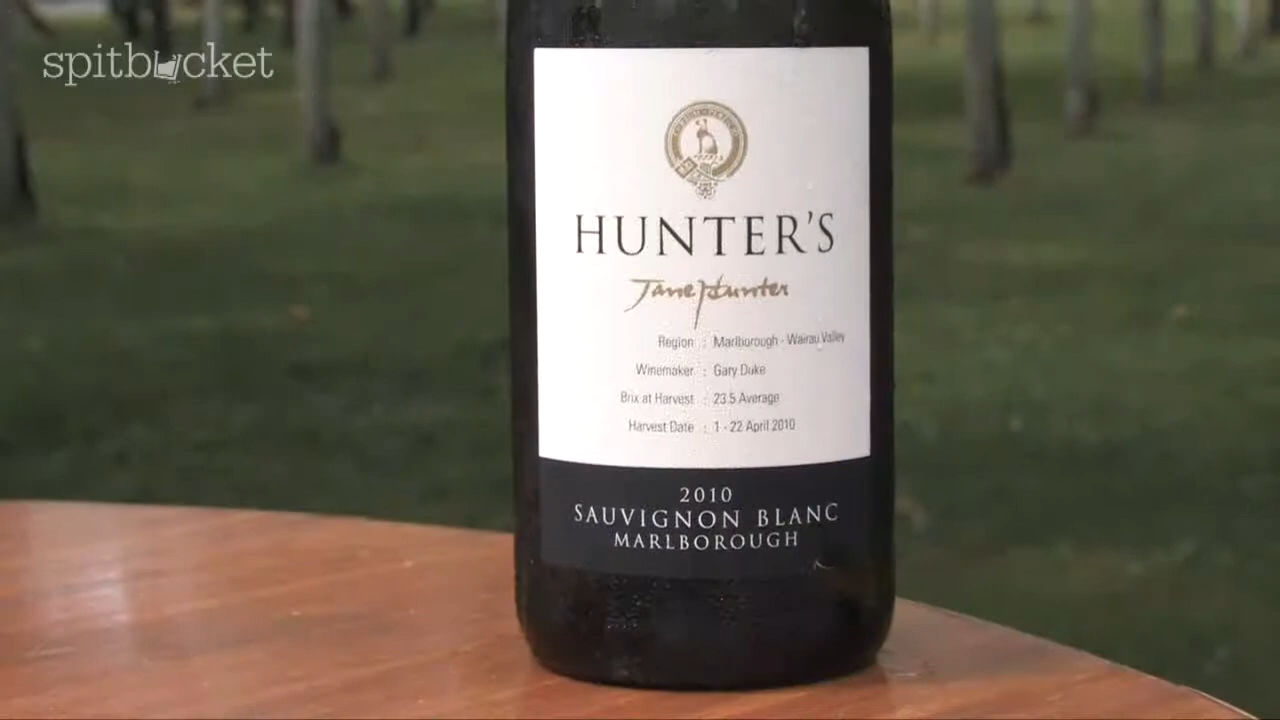 spitbucket
HUNTER'S
Jane Hunter
Region : Marlborough - Wairau Valley
Winemaker : Gary Duke
Brix at Harvest : 23.5 Average
Harvest Date : 1 - 22 April 2010
2010
SAUVIGNON BLANC
MARLBOROUGH